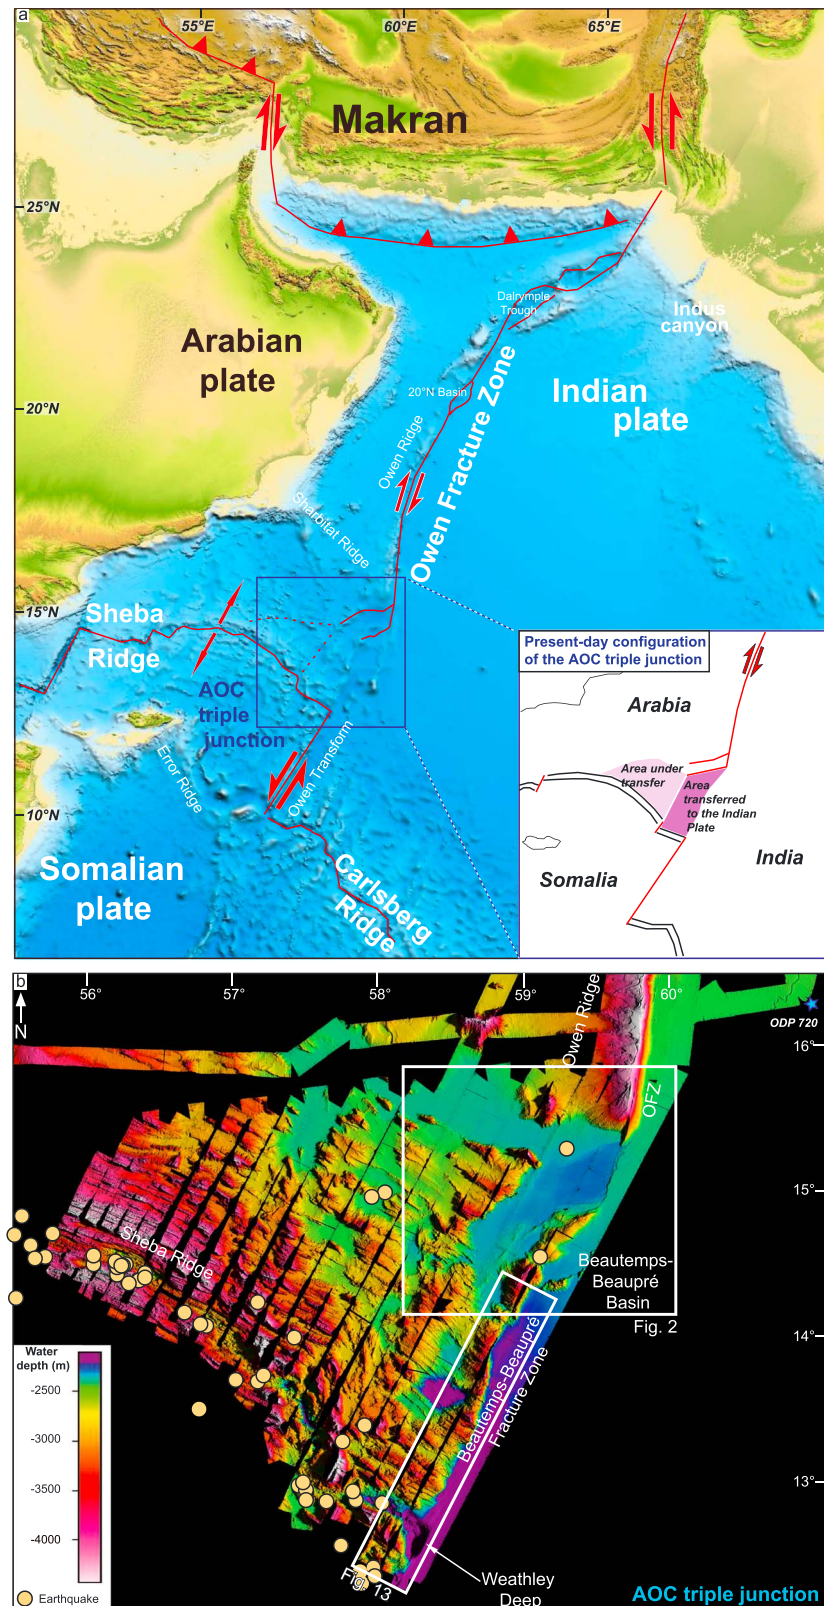 a
55°E
60°E
65°E
Makran
25°N
Dalrymple
Trough
Indus
canyon
Arabian
plate
Indian
plate
20°N Basin
20°N
Owen Ridge
Owen Fracture Zone
Sharbitat Ridge
15°N
Sheba
Ridge
AOC
triple
junction
Owen Transform
Error Ridge
10°N
Somalian
plate
Carlsberg
Ridge
Present-day configuration
of the AOC triple junction
Arabia
Area under
transfer
Area
transferred
to the Indian
Plate
India
Somalia
b
N
56°
57°
58°
59°
60°
Owen Ridge
ODP 720
16°
OFZ
15°
Sheba Ridge
Beautemps-
Beaupré
Basin
Fig. 2
14°
Beautemps-Beaupré
Fracture Zone
Water
depth (m)
-2500
-3000
-3500
-4000
13°
Fig. 13
Weathley
Deep
Earthquake
AOC triple junction